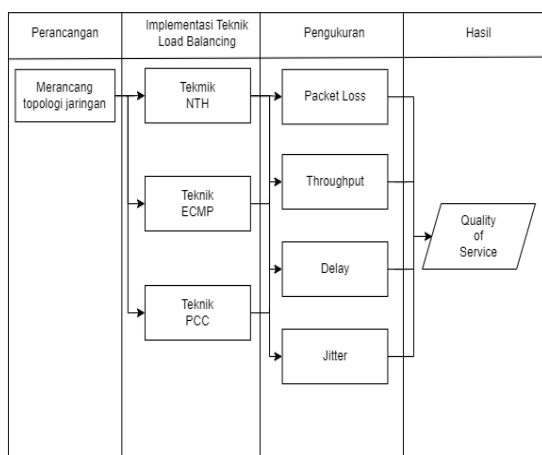 Perancangan
Implementasi Teknik
Load Balancing
Pengukuran
Hasil
Merancang
topologi jaringan
Tekmik
NTH
Teknik
ECMP
Teknik
PCC
Packet Loss
Throughput
Delay
Jitter
Quality
of
Service